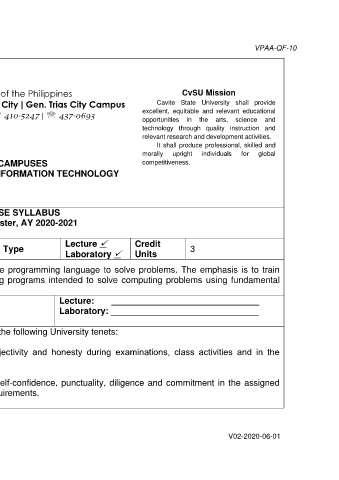 VPAA-QF-10
of the Philippines
City | Gen. Trias City Campus
410-5247 | ☏ 437-0693
CvSU Mission
Cavite State University shall provide
excellent, equitable and relevant educational
opportunities in the arts, science and
technology through quality instruction and
relevant research and development activities.
It shall produce professional, skilled and
morally upright individuals for global
competitiveness.
CAMPUSES
NFORMATION TECHNOLOGY
SE SYLLABUS
ster, AY 2020-2021
Type
Lecture ✓
Laboratory ✓
Credit
Units
3
e programming language to solve problems. The emphasis is to train
g programs intended to solve computing problems using fundamental
Lecture:
Laboratory:
the following University tenets:
jectivity and honesty during examinations, class activities and in the
elf-confidence, punctuality, diligence and commitment in the assigned
uirements.
V02-2020-06-01